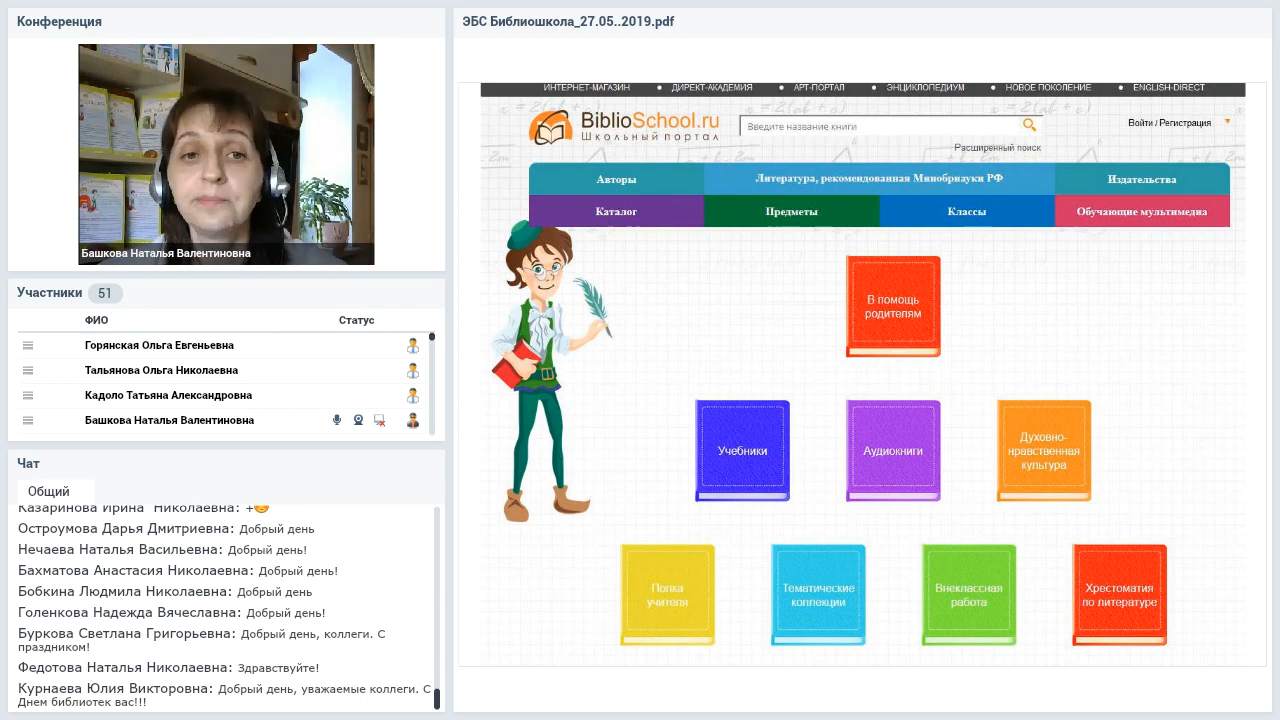 Конференция
Башкова Наталья Валентиновна
Участники 51
ФИО Статус
Горянская Ольга Евгеньевна
Тальянова Ольга Николаевна
Кадоло Татьяна Александровна
Башкова Наталья Валентиновна
Чат
Общий
Казаринова Ирина Николаевна: +
Остроумова Дарья Дмитриевна: Добрый день
Нечаева Наталья Васильевна: Добрый день!
Бахматова Анастасия Николаевна: Добрый день!
Бобкина Людмила Николаевна: Добрый день
Голенкова Надежда Вячеславна: Добрый день!
Буркова Светлана Григорьевна: Добрый день, коллеги. С
праздником!
Федотова Наталья Николаевна: Здравствуйте!
Курнаева Юлия Викторовна: Добрый день, уважаемые коллеги. С
Днем библиотек вас!!!
ЭБС Библиошкола_27.05..2019.pdf
ИНТЕРНЕТ-МАГАЗИН ДИРЕКТ-АКАДЕМИЯ АРТ-ПОРТАЛ ЭНЦИКЛОПЕДИУМ НОВОЕ ПОКОЛЕНИЕ ENGLISH-DIRECT
BiblioSchool.ru
Школьный портал
Введите название книги
Войти / Регистрация
Расширенный поиск
Авторы Литература, рекомендованная Минобрнауки РФ Издательства
Каталог Предметы Классы Обучающие мультимедиа
В помощь
родителям
Учебники
Аудиокниги
Духовно-
нравственная
культура
Полка
учителя
Тематические
коллекции
Внеклассная
работа
Хрестоматия
по литературе